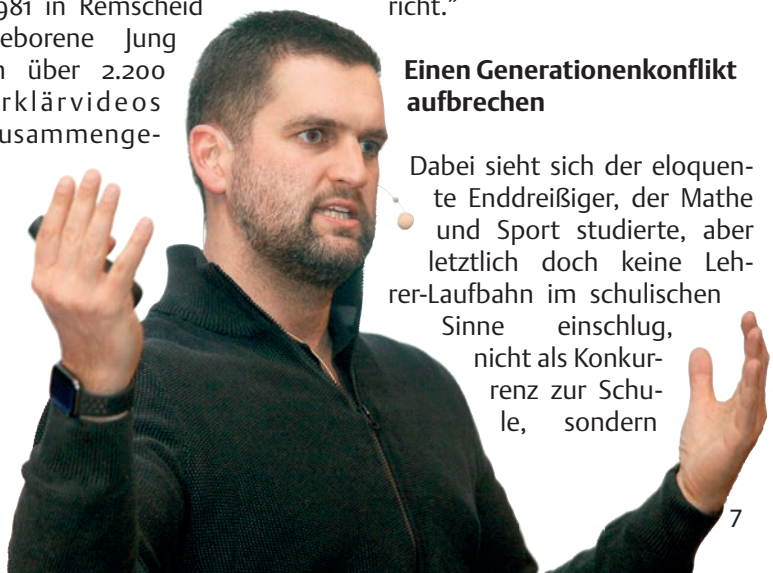 981 in Remscheid
eborene Jung
über 2.200
rklärvideos
usammenge-
richt.“
Einen Generationenkonflikt
aufbrechen
Dabei sieht sich der eloquen-
te Enddreißiger, der Mathe
und Sport studierte, aber
letztlich doch keine Leh-
rer-Laufbahn im schulischen
Sinne einschlug,
nicht als Konkur-
renz zur Schu-
le, sondern
7